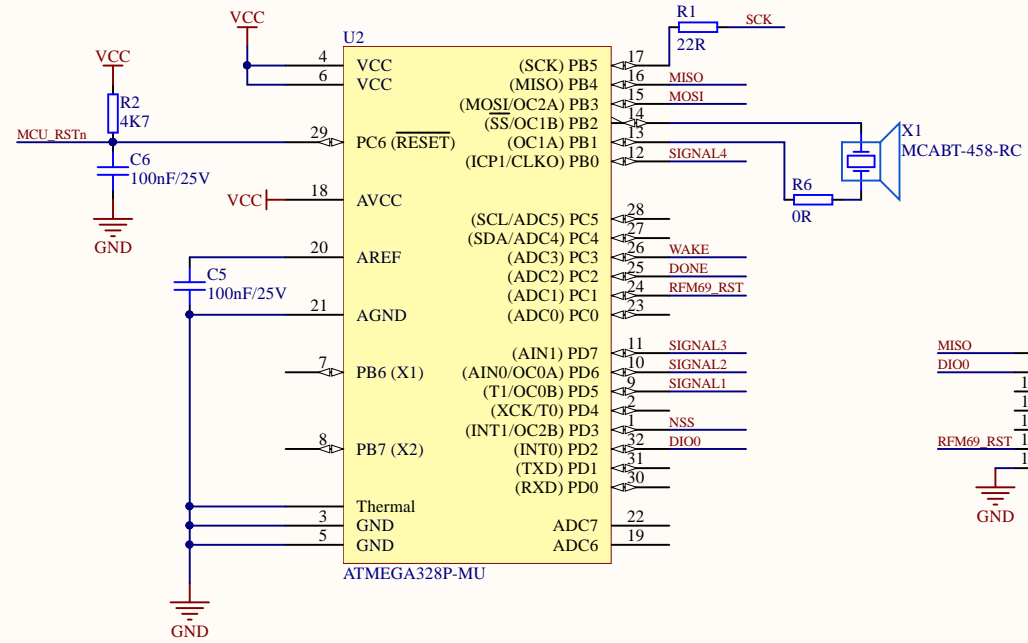 VCC
R1
SCK
22R
U2
VCC
R2
4K7
MCU_RSTn
C6
100nF/25V
GND
4 VCC
6 VCC
29 PC6 (RESET)
VCC
18 AVCC
20 AREF
C5
100nF/25V
21 AGND
7 PB6 (X1)
8 PB7 (X2)
Thermal
3 GND
5 GND
GND
ATMEGA328P-MU
(SCK) PB5 17
(MISO) PB4 16 MISO
(MOSI/OC2A) PB3 15 MOSI
(SS/OC1B) PB2 14
(OC1A) PB1 13
(ICP1/CLKO) PB0 12 SIGNAL4
X1
MCABT-458-RC
R6
0R
(SCL/ADC5) PC5 28
(SDA/ADC4) PC4 27
(ADC3) PC3 26 WAKE
(ADC2) PC2 25 DONE
(ADC1) PC1 24 RFM69_RST
(ADC0) PC0 23
(AIN1) PD7 11 SIGNAL3
(AIN0/OC0A) PD6 10 SIGNAL2
(T1/OC0B) PD5 9 SIGNAL1
(XCK/T0) PD4 2
(INT1/OC2B) PD3 1 NSS
(INT0) PD2 32 DIO0
(TXD) PD1 31
(RXD) PD0 30
ADC7 22
ADC6 19
MISO
DIO0
1
1
1
RFM69_RST 1
1
GND